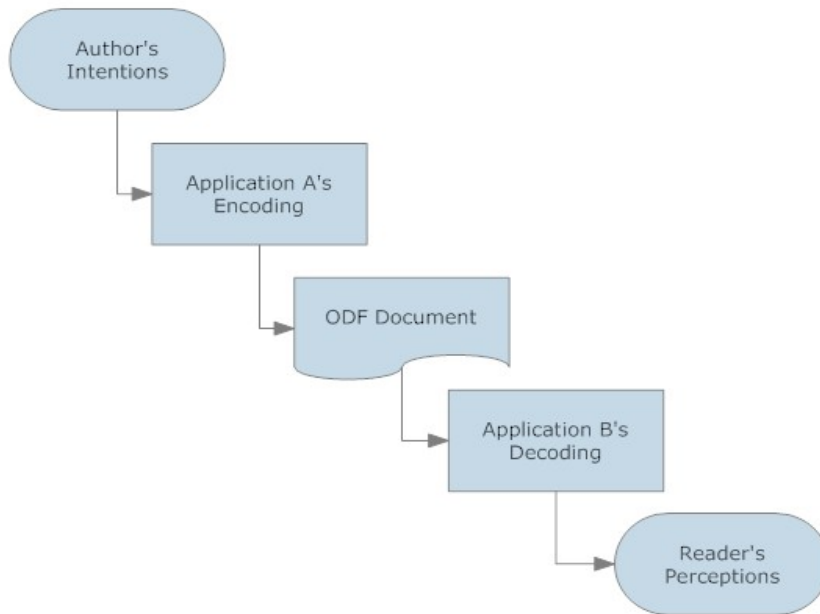 Author's
Intentions
Application A's
Encoding
ODF Document
Application B's
Decoding
Reader's
Perceptions